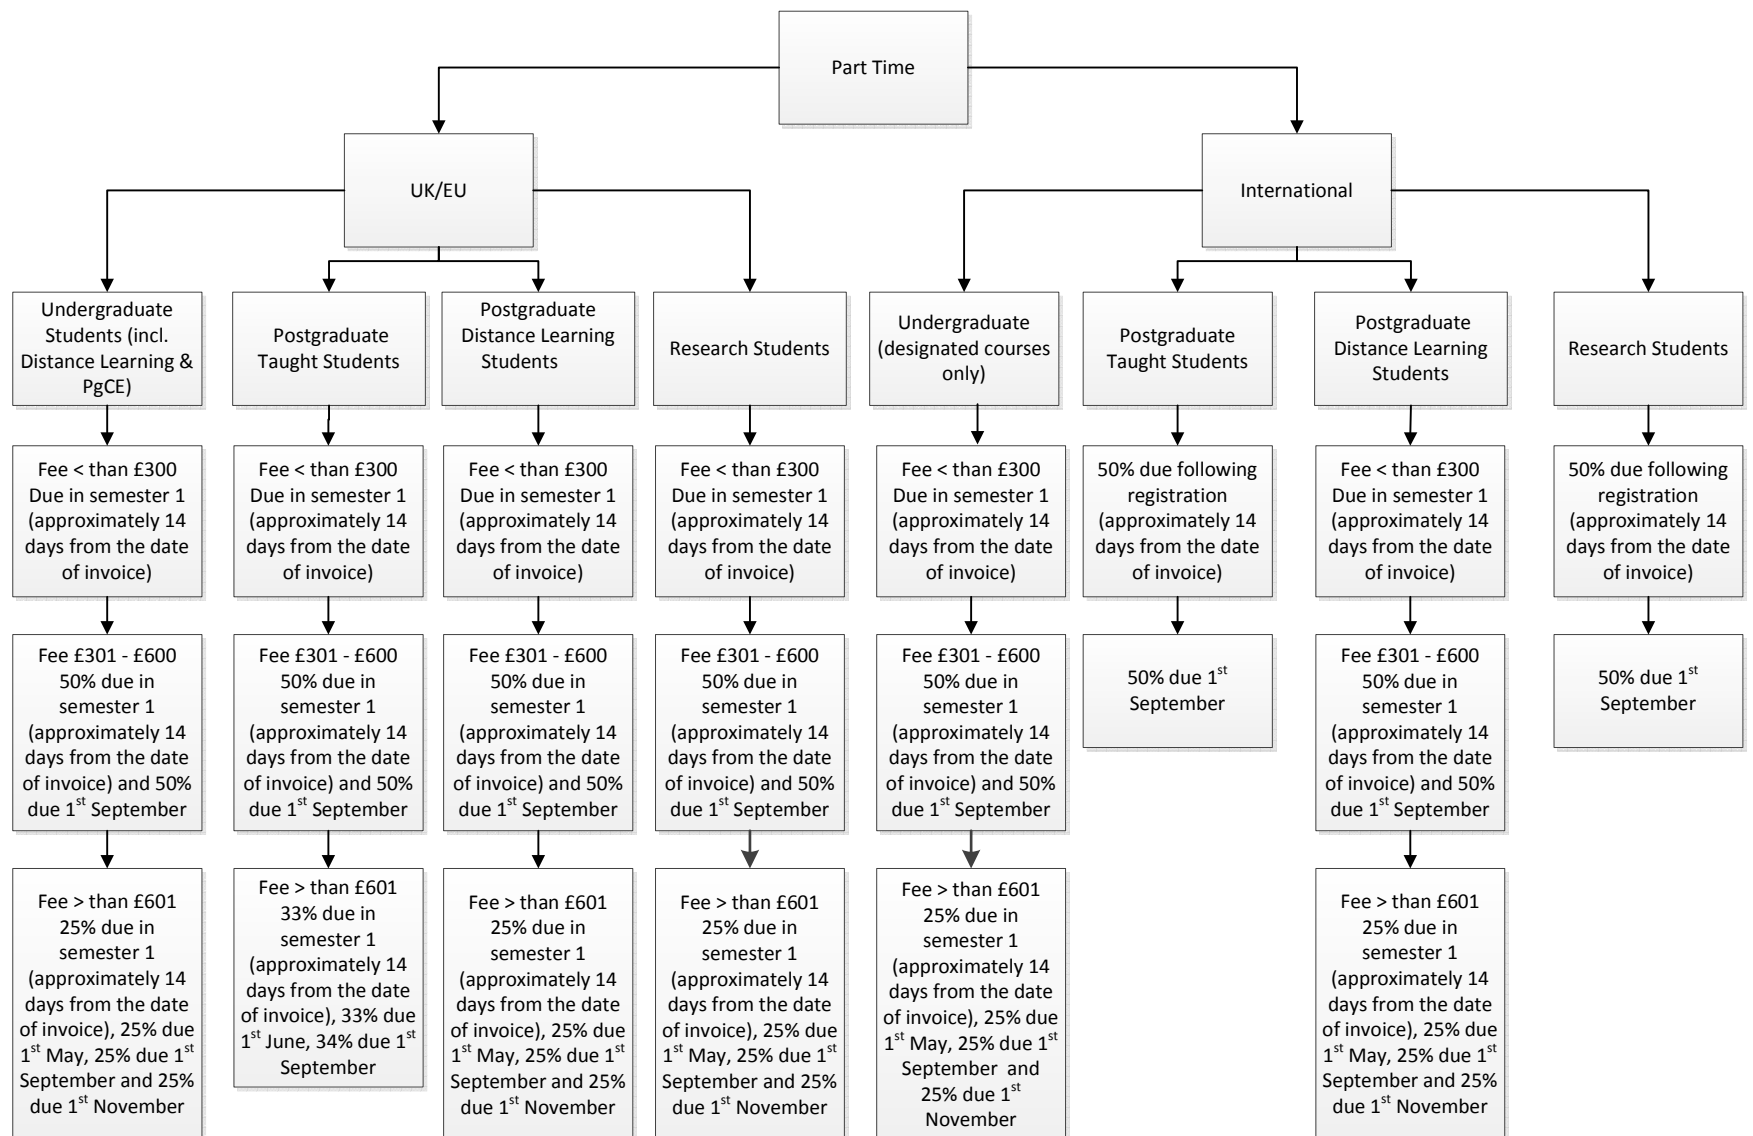 Part Time
UK/EU
International
Undergraduate
Students (incl.
Distance Learning &
PgCE)
Postgraduate
Taught Students
Postgraduate
Distance Learning
Students
Research Students
Undergraduate
(designated courses
only)
Postgraduate
Taught Students
Postgraduate
Distance Learning
Students
Research Students
Fee < than £300
Due in semester 1
(approximately 14
days from the date
of invoice)
Fee < than £300
Due in semester 1
(approximately 14
days from the date
of invoice)
Fee < than £300
Due in semester 1
(approximately 14
days from the date
of invoice)
Fee < than £300
Due in semester 1
(approximately 14
days from the date
of invoice)
Fee < than £300
Due in semester 1
(approximately 14
days from the date
of invoice)
50% due following
registration
(approximately 14
days from the date
of invoice)
Fee < than £300
Due in semester 1
(approximately 14
days from the date
of invoice)
50% due following
registration
(approximately 14
days from the date
of invoice)
Fee £301 - £600
50% due in
semester 1
(approximately 14
days from the date
of invoice) and 50%
due 1st September
Fee £301 - £600
50% due in
semester 1
(approximately 14
days from the date
of invoice) and 50%
due 1st September
Fee £301 - £600
50% due in
semester 1
(approximately 14
days from the date
of invoice) and 50%
due 1st September
Fee £301 - £600
50% due in
semester 1
(approximately 14
days from the date
of invoice) and 50%
due 1st September
Fee £301 - £600
50% due in
semester 1
(approximately 14
days from the date
of invoice) and 50%
due 1st September
50% due 1st
September
Fee £301 - £600
50% due in
semester 1
(approximately 14
days from the date
of invoice) and 50%
due 1st September
50% due 1st
September
Fee > than £601
25% due in
semester 1
(approximately 14
days from the date
of invoice), 25% due
1st May, 25% due 1st
September and 25%
due 1st November
Fee > than £601
33% due in
semester 1
(approximately 14
days from the date
of invoice), 33% due
1st June, 34% due 1st
September
Fee > than £601
25% due in
semester 1
(approximately 14
days from the date
of invoice), 25% due
1st May, 25% due 1st
September and 25%
due 1st November
Fee > than £601
25% due in
semester 1
(approximately 14
days from the date
of invoice), 25% due
1st May, 25% due 1st
September and 25%
due 1st November
Fee > than £601
25% due in
semester 1
(approximately 14
days from the date
of invoice), 25% due
1st May, 25% due 1st
September and
25% due 1st
November
Fee > than £601
25% due in
semester 1
(approximately 14
days from the date
of invoice), 25% due
1st May, 25% due 1st
September and 25%
due 1st November